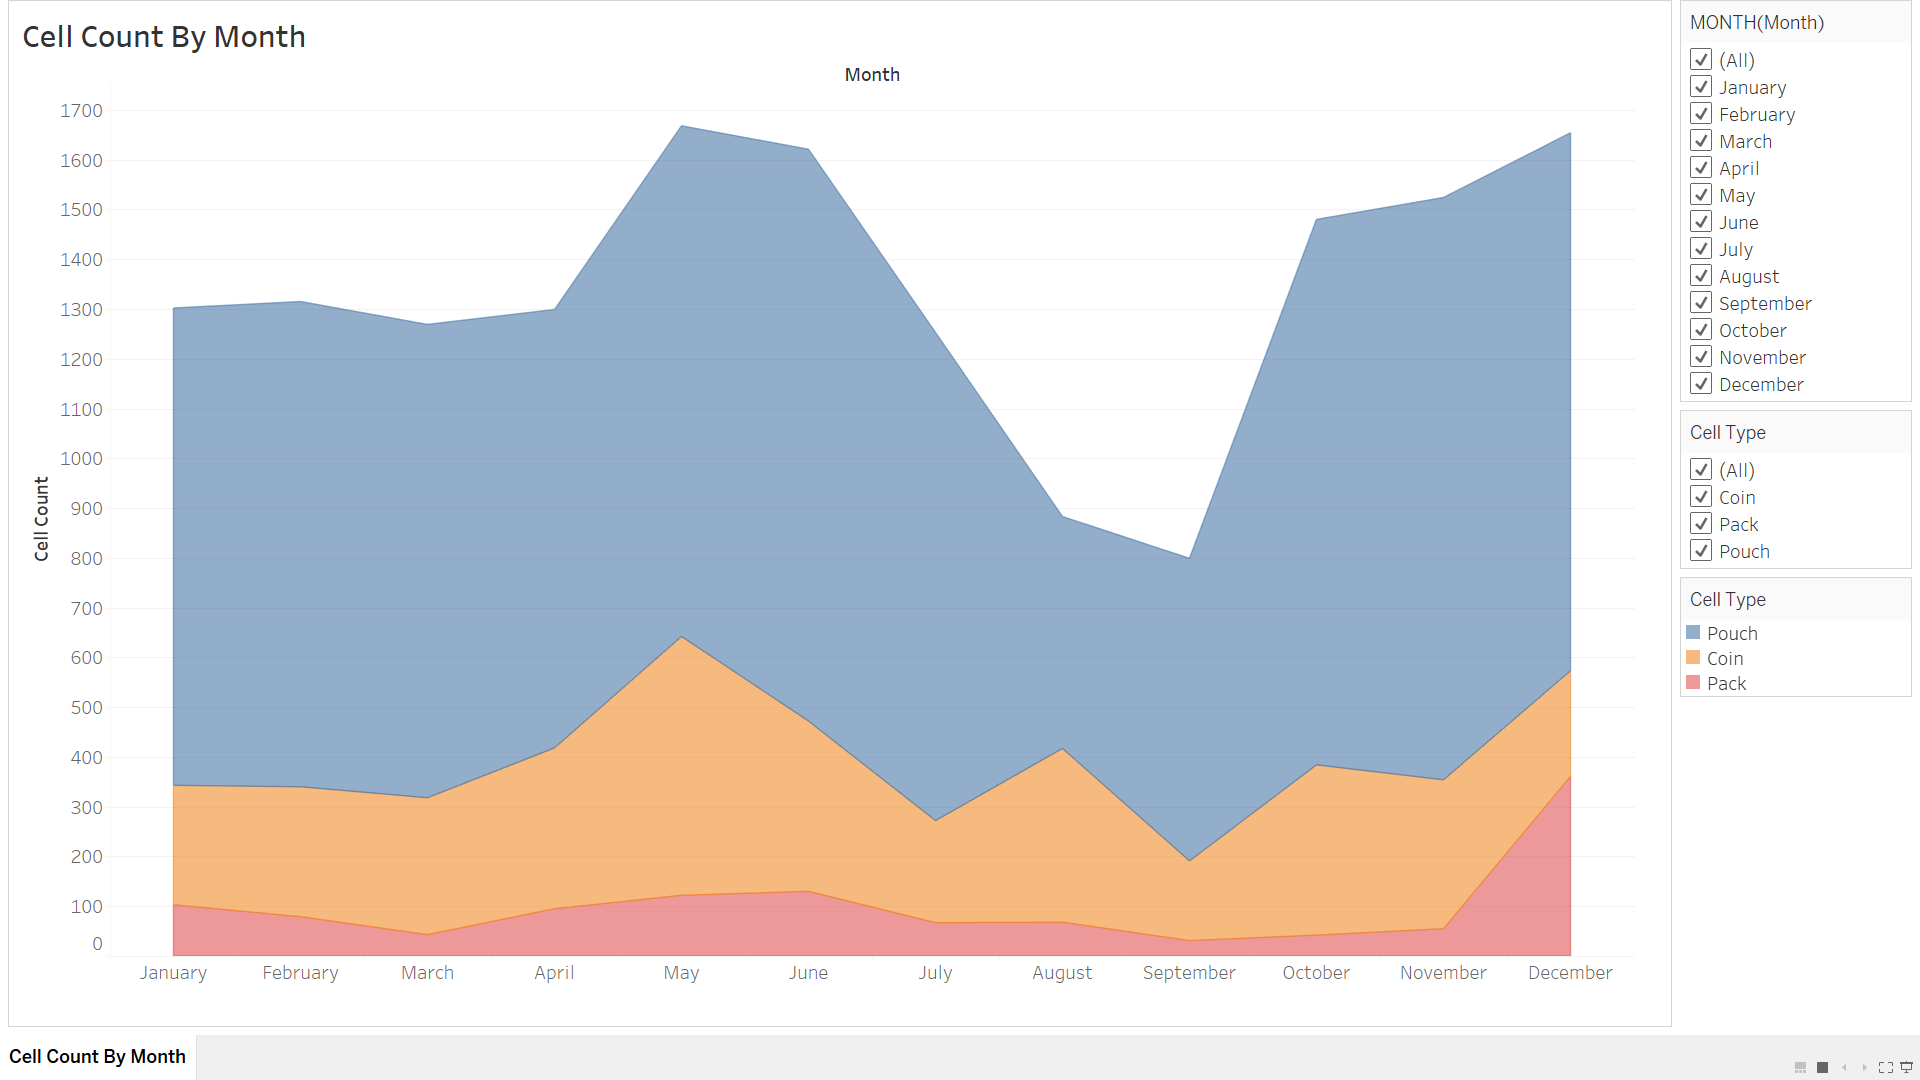 Cell Count By Month
Month
Cell Count
1700
1600
1500
1400
1300
1200
1100
1000
900
800
700
600
500
400
300
200
100
0
January February March April May June July August September October November December
MONTH(Month)
(All)
January
February
March
April
May
June
July
August
September
October
November
December
Cell Type
(All)
Coin
Pack
Pouch
Cell Type
Pouch
Coin
Pack
Cell Count By Month